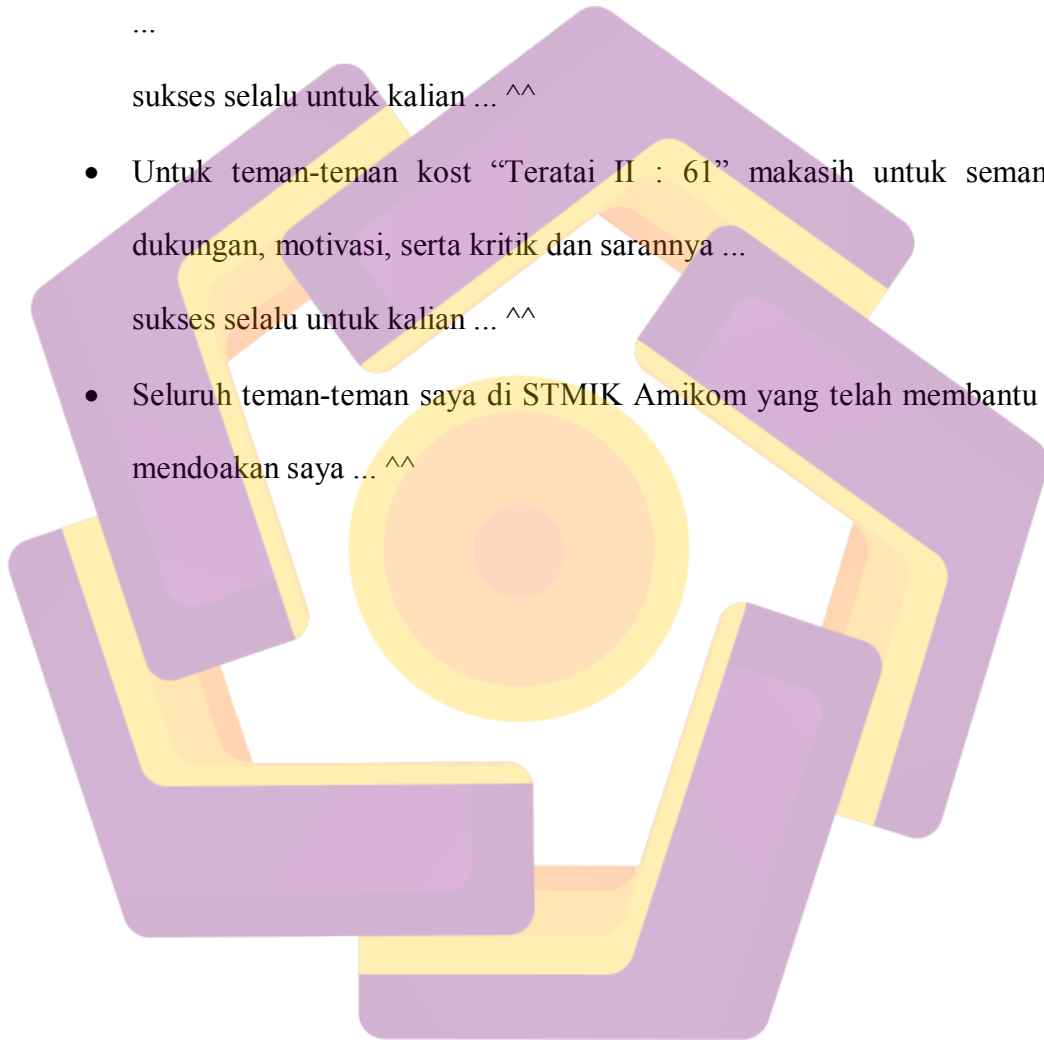 ...
sukses selalu untuk kalian ... ^^
• Untuk teman-teman kost “Teratai II : 61” makasih untuk seman
dukungan, motivasi, serta kritik dan sarannya ...
sukses selalu untuk kalian ... ^^
• Seluruh teman-teman saya di STMIK Amikom yang telah membantu
mendoakan saya ... ^^